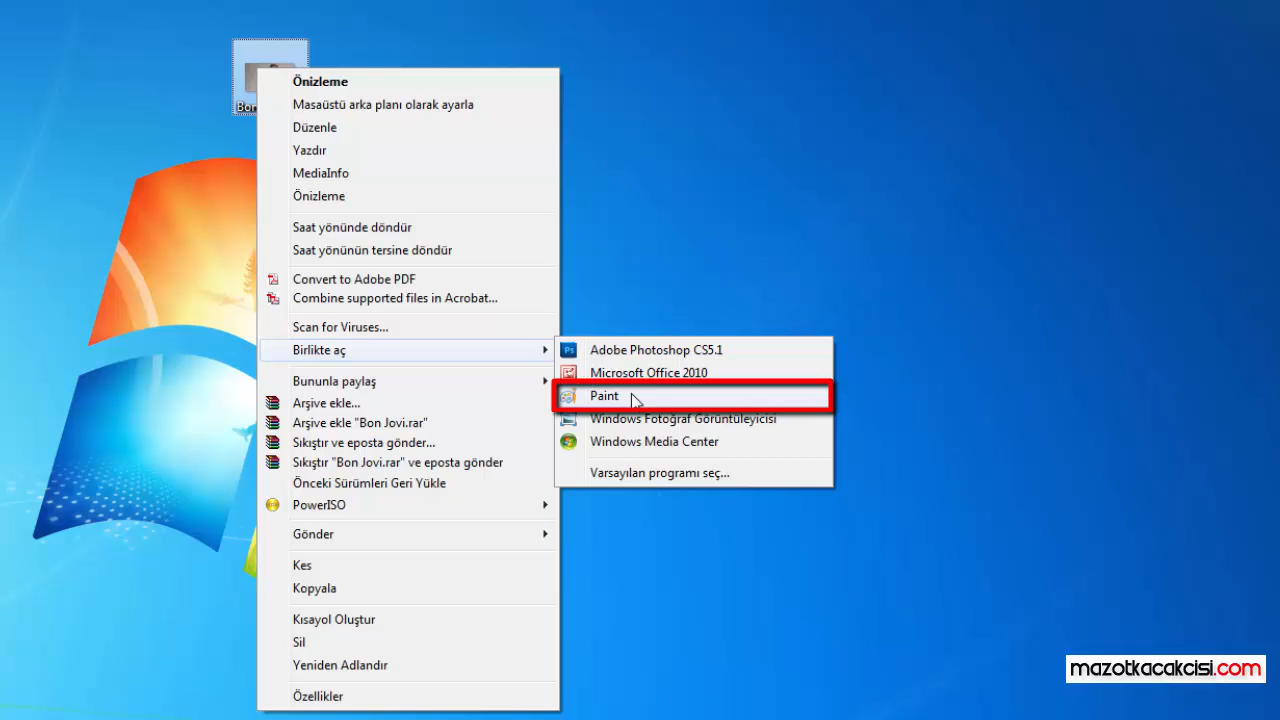 Bon
Önizleme
Masaüstü arka planı olarak ayarla
Düzenle
Yazdır
MediaInfo
Önizleme
Saat yönünde döndür
Saat yönünün tersine döndür
Convert to Adobe PDF
Combine supported files in Acrobat...
Scan for Viruses...
Birlikte aç
Bununla paylaş
Arşive ekle...
Arşive ekle "Bon Jovi.rar"
Sıkıştır ve eposta gönder...
Sıkıştır "Bon Jovi.rar" ve eposta gönder
Önceki Sürümleri Geri Yükle
PowerISO
Gönder
Kes
Kopyala
Kısayol Oluştur
Sil
Yeniden Adlandır
Özellikler
Ps Adobe Photoshop CS5.1
Microsoft Office 2010
Paint
Windows Fotoğraf Görüntüleyicisi
Windows Media Center
Varsayılan programı seç...
mazotkacakcisi.com